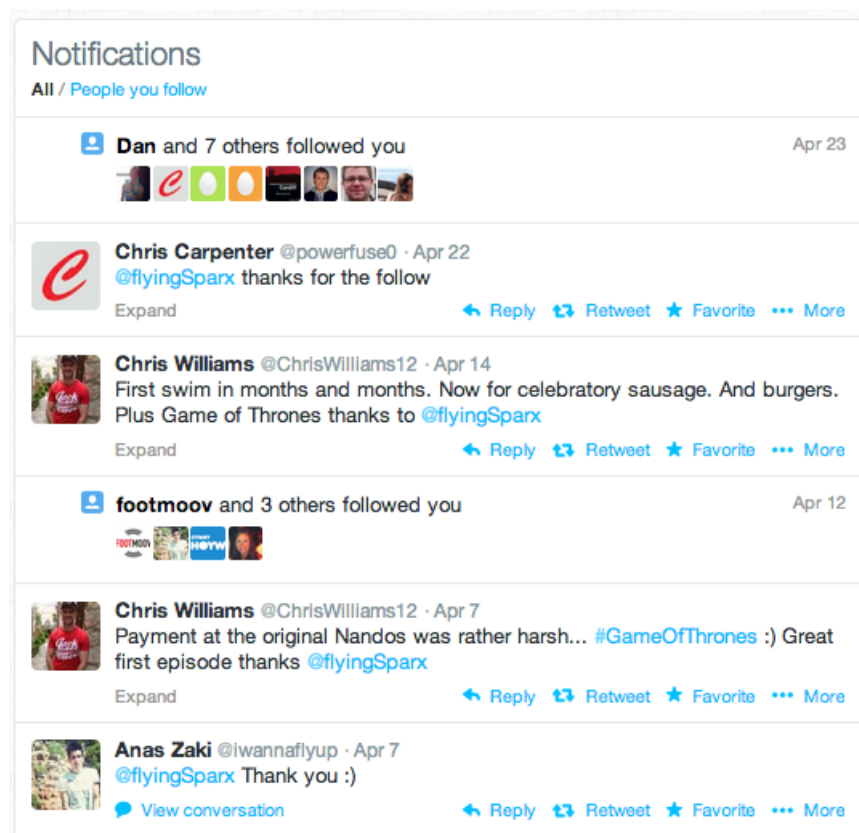 Notifications
All / People you follow
Dan and 7 others followed you
Apr 23
Chris Carpenter @powerfuse0 · Apr 22
@flyingSparx thanks for the follow
Expand
Reply Retweet Favorite More
Chris Williams @ChrisWilliams12 · Apr 14
First swim in months and months. Now for celebratory sausage. And burgers.
Plus Game of Thrones thanks to @flyingSparx
Expand
Reply Retweet Favorite More
footmoov and 3 others followed you
Apr 12
FOOTMOOV
Chris Williams @ChrisWilliams12 · Apr 7
Payment at the original Nandos was rather harsh... #GameOfThrones :) Great
first episode thanks @flyingSparx
Expand
Reply Retweet Favorite More
Anas Zaki @iwannaflyup · Apr 7
@flyingSparx Thank you :)
View conversation
Reply Retweet Favorite More